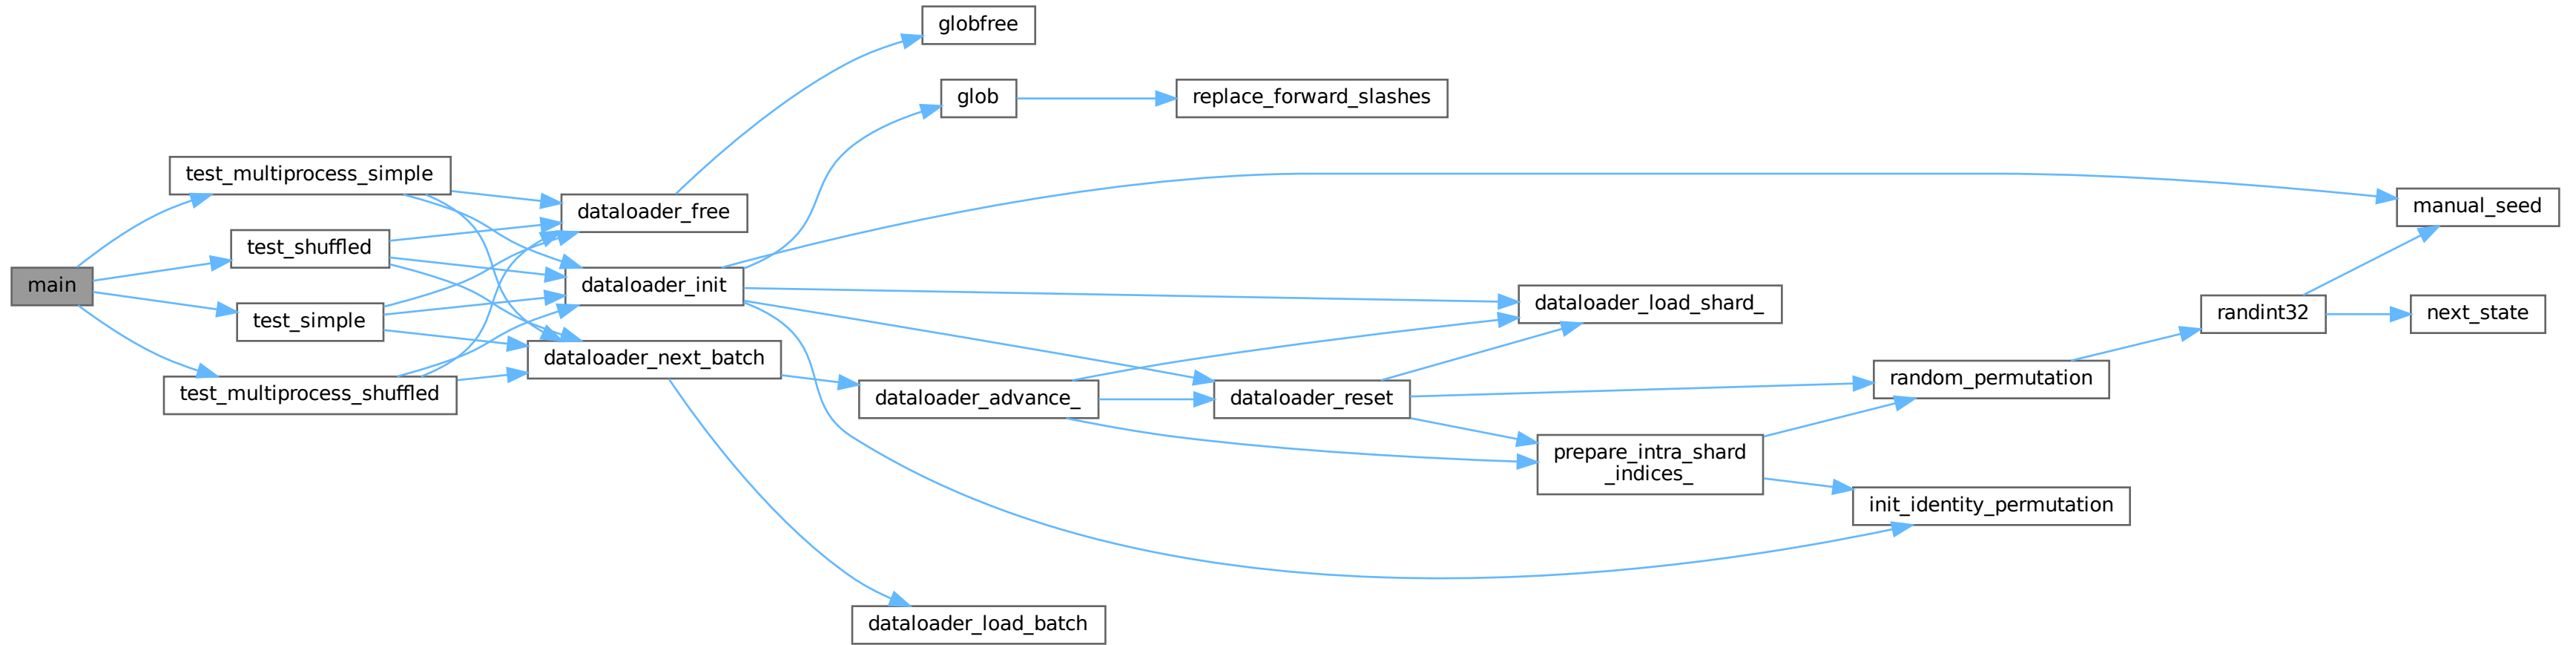 globfree
glob
replace_forward_slashes
test_multiprocess_simple
dataloader_free
manual_seed
test_shuffled
main
dataloader_init
dataloader_load_shard_
test_simple
randint32
next_state
dataloader_next_batch
test_multiprocess_shuffled
dataloader_advance_
dataloader_reset
random_permutation
prepare_intra_shard
_indices_
init_identity_permutation
dataloader_load_batch